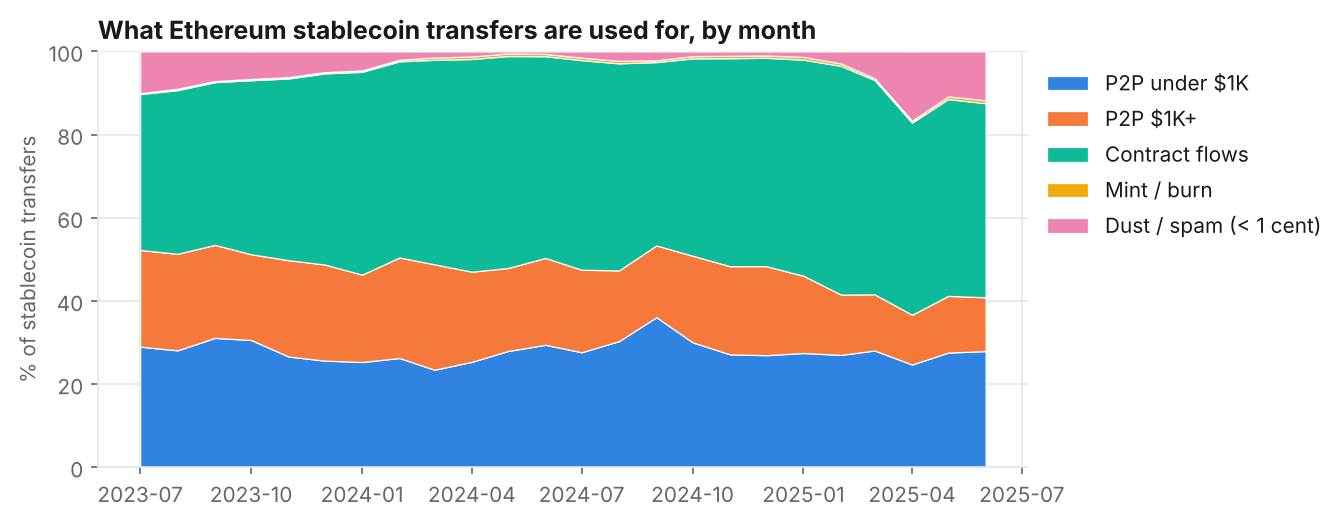 What Ethereum stablecoin transfers are used for, by month
% of stablecoin transfers
100
80
60
40
20
0
2023-07 2023-10 2024-01 2024-04 2024-07 2024-10 2025-01 2025-04 2025-07
P2P under $1K
P2P $1K+
Contract flows
Mint / burn
Dust / spam (< 1 cent)